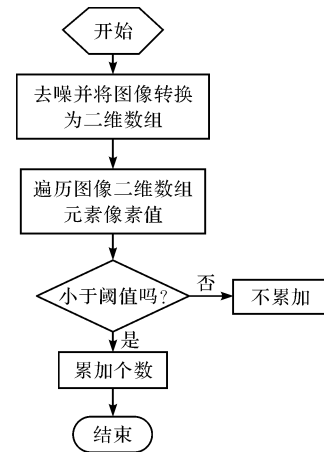 开始
去噪并将图像转换
为二维数组
遍历图像二维数组
元素像素值
小于阈值吗?
否
不累加
是
累加个数
结束